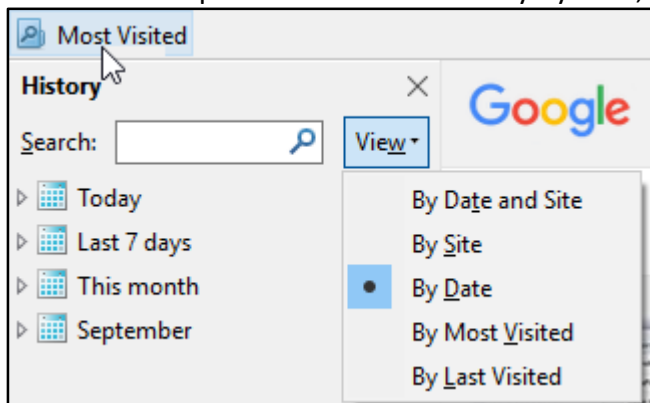 Most Visited
History
Google
Search:
View
Today
Last 7 days
This month
September
By Date and Site
By Site
By Date
By Most Visited
By Last Visited